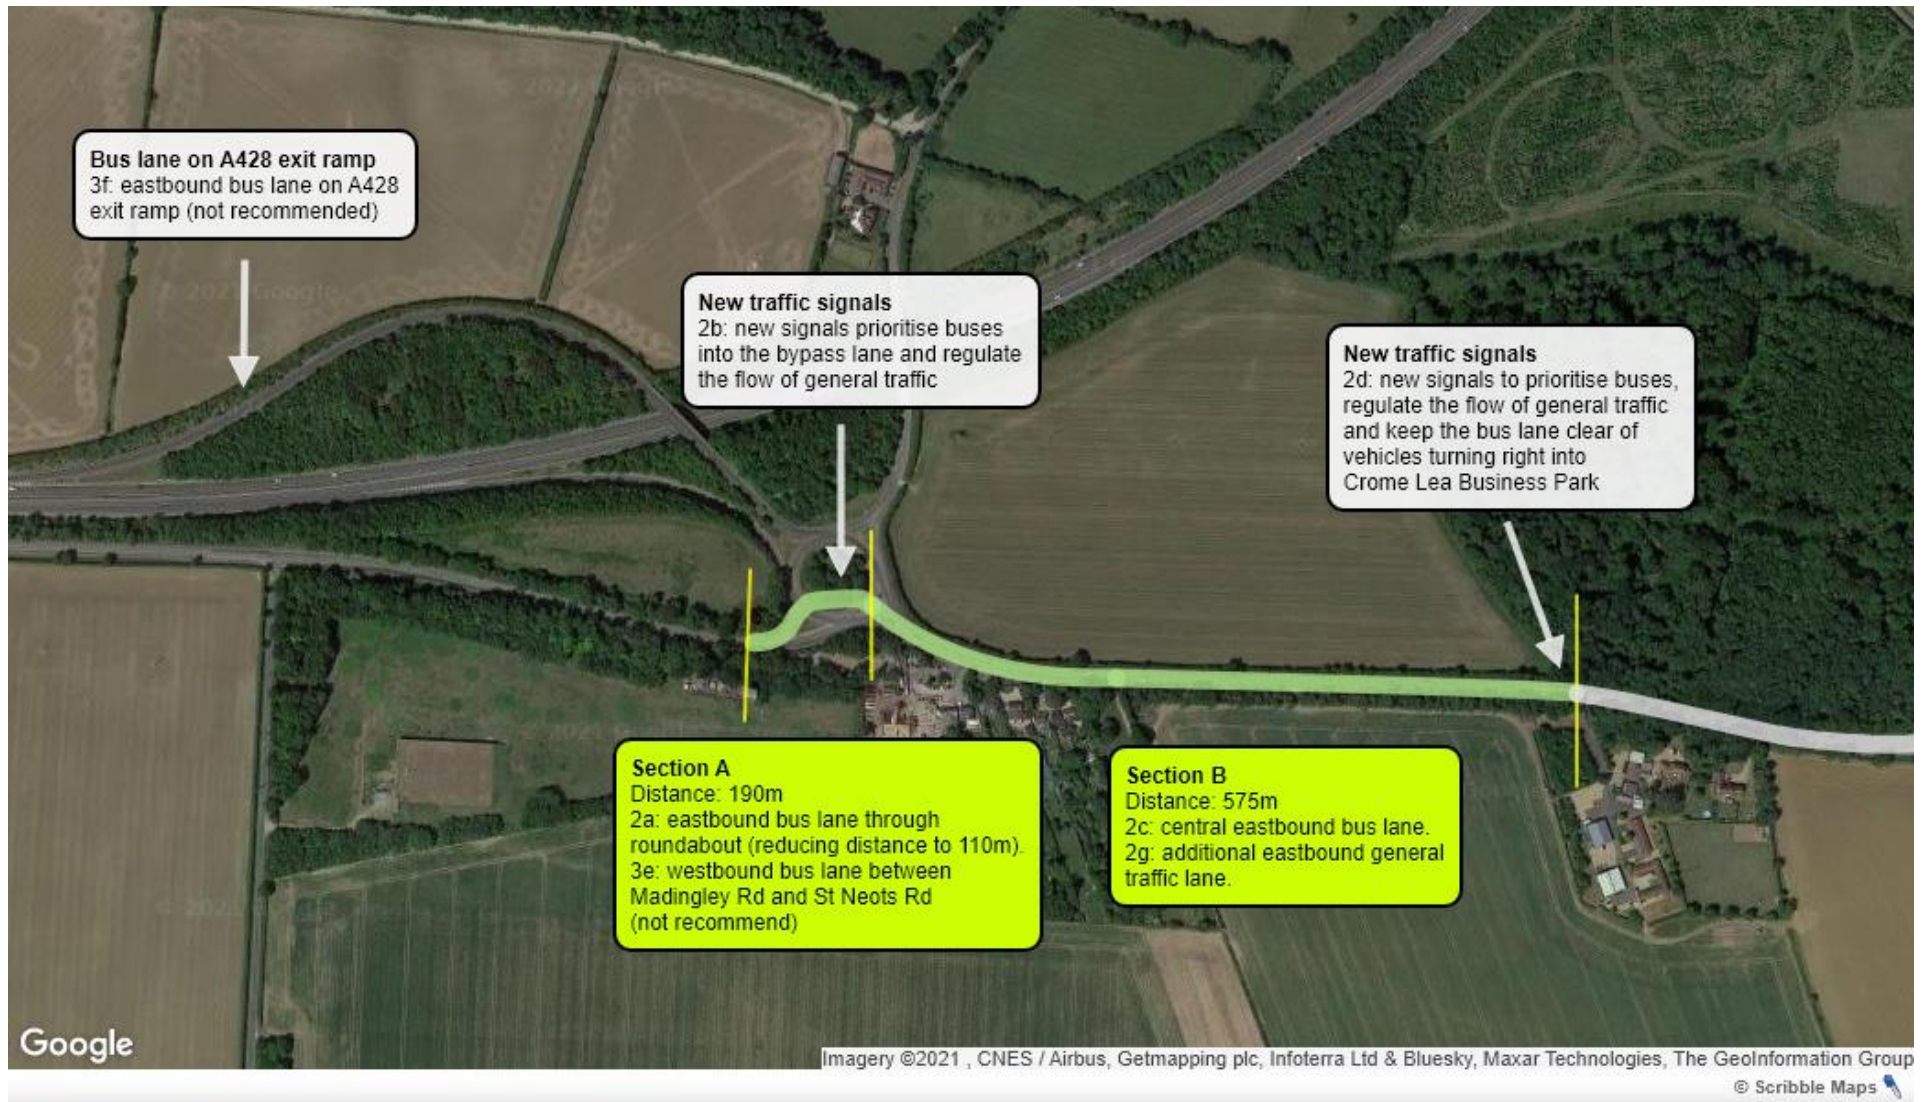 Bus lane on A428 exit ramp
3f: eastbound bus lane on A428
exit ramp (not recommended)
New traffic signals
2b: new signals prioritise buses
into the bypass lane and regulate
the flow of general traffic
New traffic signals
2d: new signals to prioritise buses,
regulate the flow of general traffic
and keep the bus lane clear of
vehicles turning right into
Crome Lea Business Park
Section A
Distance: 190m
2a: eastbound bus lane through
roundabout (reducing distance to 110m).
3e: westbound bus lane between
Madingley Rd and St Neots Rd
(not recommend)
Section B
Distance: 575m
2c: central eastbound bus lane.
2g: additional eastbound general
traffic lane.
Google
Imagery ©2021 , CNES / Airbus, Getmapping plc, Infoterra Ltd & Bluesky, Maxar Technologies, The GeoInformation Group
© Scribble Maps